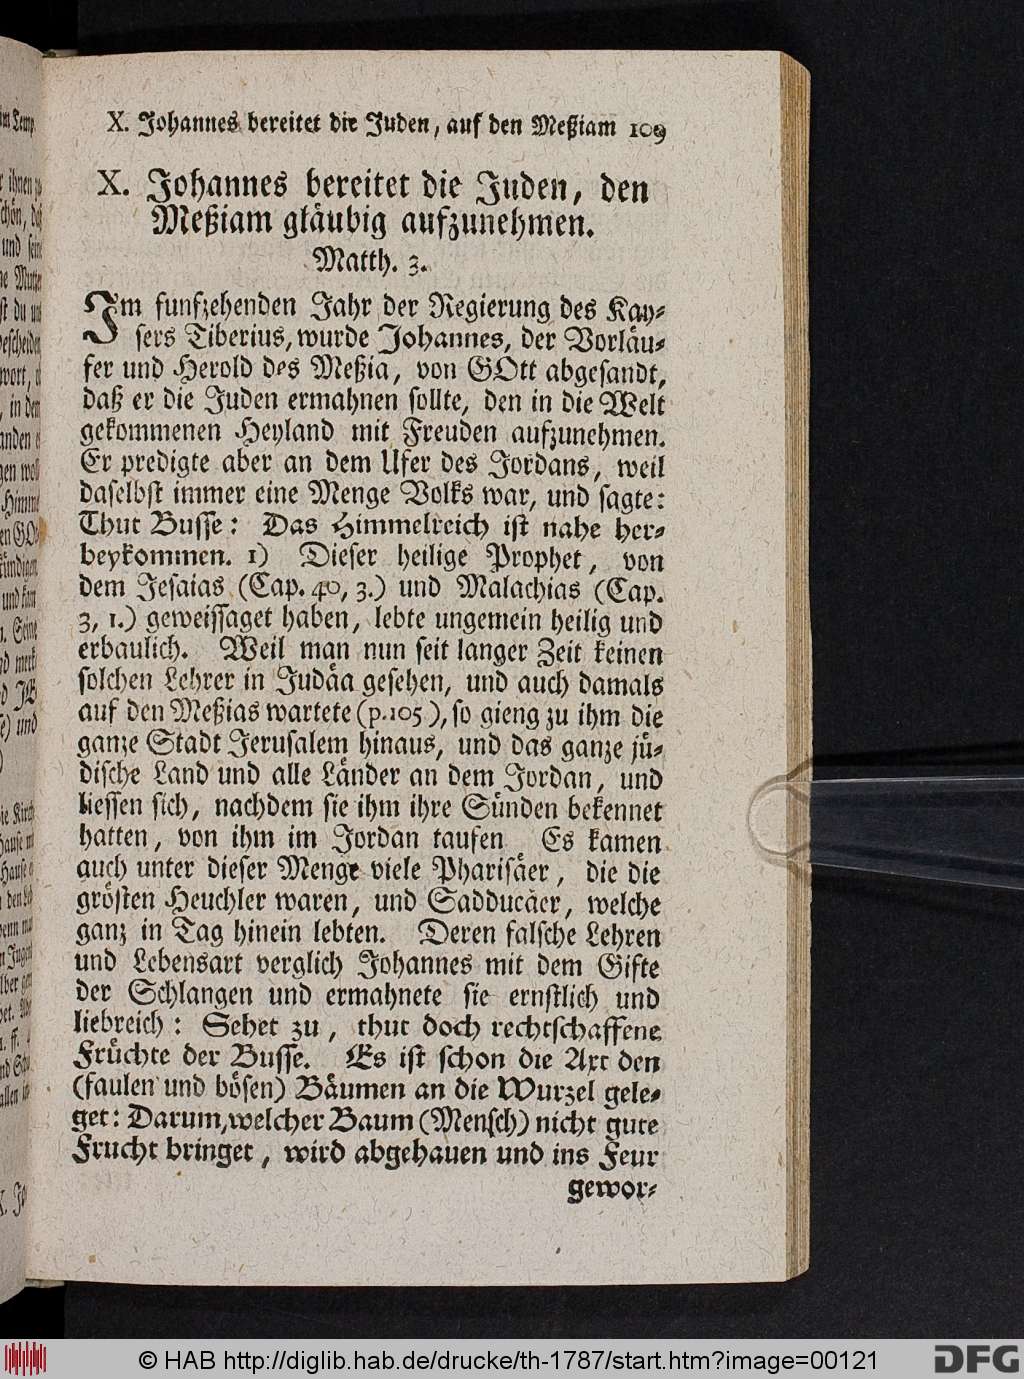 X. Johannes bereitet die Juden, auf den Meßiam 109
X. Johannes bereitet die Juden, den
Meßiam gläubig aufzunehmen.
Matth. 3.
Im funfzehenden Jahr der Regierung des Kay-
sers Tiberius, wurde Johannes, der Vorläu-
fer und Herold des Meßia, von GOtt abgesandt,
daß er die Juden ermahnen sollte, den in die Welt
gekommenen Heyland mit Freuden aufzunehmen.
Er predigte aber an dem Ufer des Jordans, weil
daselbst immer eine Menge Volks war, und sagte:
Thut Busse: Das Himmelreich ist nahe her-
beykommen. 1) Dieser heilige Prophet, von
dem Jesaias (Cap. 40, 3.) und Malachias (Cap.
3, 1.) geweissaget haben, lebte ungemein heilig und
erbaulich. Weil man nun seit langer Zeit keinen
solchen Lehrer in Judäa gesehen, und auch damals
auf den Meßias wartete (p. 105), so gieng zu ihm die
ganze Stadt Jerusalem hinaus, und das ganze jü-
dische Land und alle Länder an dem Jordan, und
liessen sich, nachdem sie ihm ihre Sünden bekennet
hatten, von ihm im Jordan taufen Es kamen
auch unter dieser Menge viele Pharisäer, die die
grösten Heuchler waren, und Sadducäer, welche
ganz in Tag hinein lebten. Deren falsche Lehren
und Lebensart verglich Johannes mit dem Gifte
der Schlangen und ermahnete sie ernstlich und
liebreich: Sehet zu, thut doch rechtschaffene
Früchte der Busse. Es ist schon die Axt den
(faulen und bösen) Bäumen an die Wurzel gele-
get: Darum, welcher Baum (Mensch) nicht gute
Frucht bringet, wird abgehauen und ins Feur
gewor-
© HAB http://diglib.hab.de/drucke/th-1787/start.htm?image=00121
DFG